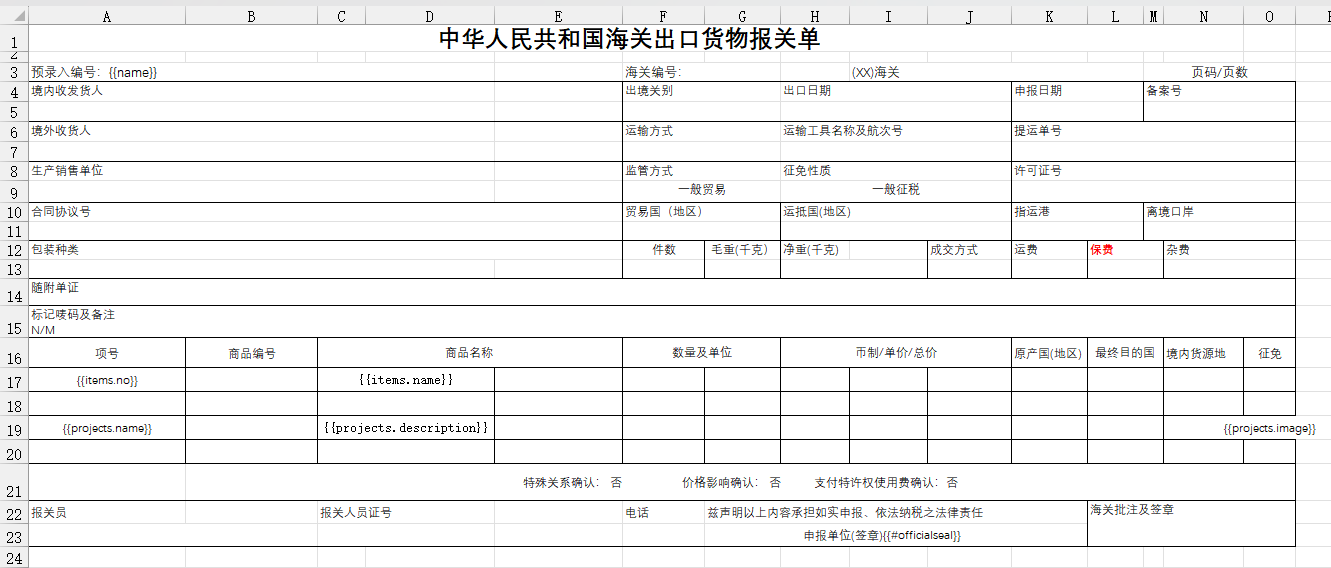 A B C D E F G H I J K L M N O
1 中华人民共和国海关出口货物报关单
2
3 预录入编号：{{name}} 海关编号： (XX)海关 页码/页数
4 境内收发货人 出境关别 出口日期 申报日期 备案号
5
6 境外收货人 运输方式 运输工具名称及航次号 提运单号
7
8 生产销售单位 监管方式 征免性质 许可证号
9 一般贸易 一般征税
10 合同协议号 贸易国（地区） 运抵国(地区) 指运港 离境口岸
11
12 包装种类 件数 毛重(千克） 净重(千克) 成交方式 运费 保费 杂费
13
14 随附单证
标记唛码及备注
15 N/M
16 项号 商品编号 商品名称 数量及单位 币制/单价/总价 原产国(地区) 最终目的国 境内货源地 征免
17 {{items.no}} {{items.name}}
18
19 {{projects.name}} {{projects.description}} {{projects.image}}
20
21 特殊关系确认： 否 价格影响确认： 否 支付特许权使用费确认：否
22 报关员 报关人员证号 电话 兹声明以上内容承担如实申报、依法纳税之法律责任 海关批注及签章
23 申报单位(签章){{#officialseal}}
24